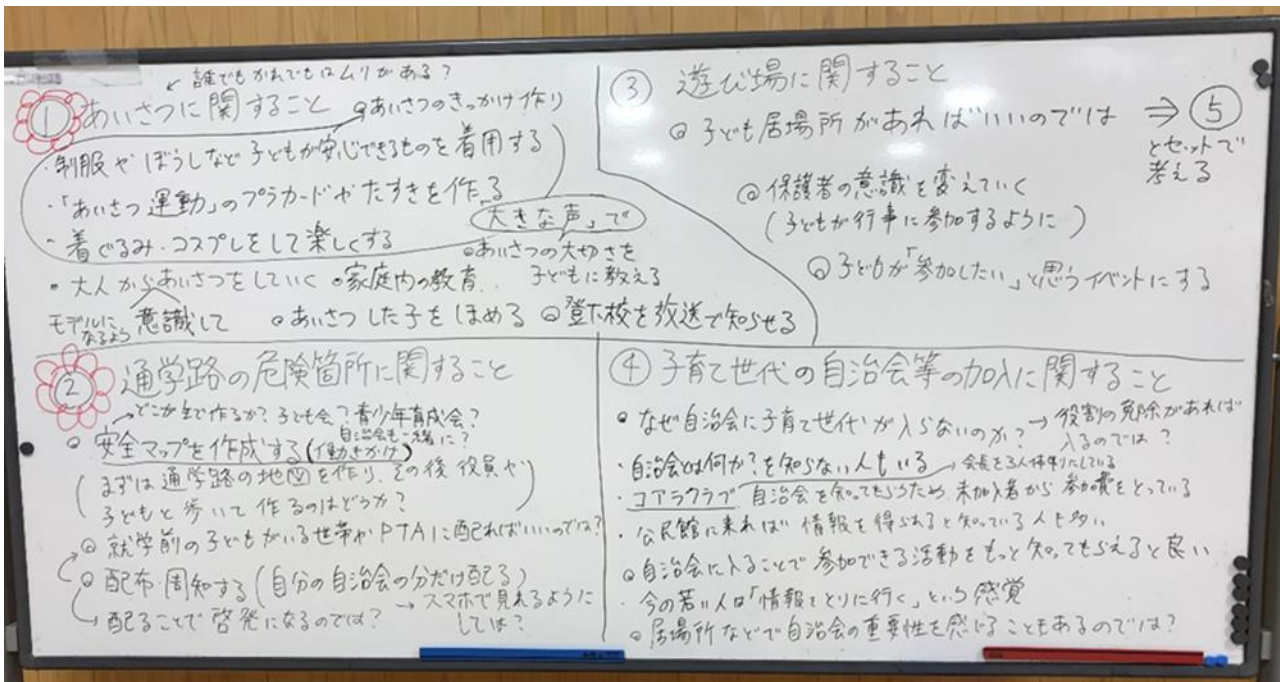 ← 誰でもかれでもはムリがある?
① あいさつに関すること ◎あいさつのきっかけ作り
・制服やぼうしなど子どもが安心できるものを着用する
・「あいさつ運動」のプラカードやたすきを作る
・着ぐるみ・コスプレをして楽しくする
大きな声」で
◎あいさつの大切さを
子どもに教える
・大人からあいさつをしていく ・家庭内の教育
モデルに
なるよう
意識して
◎あいさつした子をほめる ◎登下校を放送で知らせる
② 通学路の危険箇所に関すること
→どこが主で作るか? 子ども会? 青少年育成会?
自治会も一緒に?
・安全マップを作成する(働きかけ)
(まずは通学路の地図を作り、その後役員や
子どもと歩いて作るのはどうか?)
◎就学前の子どもがいる世帯やPTAに配ればいいのでは?
◎配布・周知する(自分の自治会の分だけ配る)
→スマホで見れるように
しては?
→配ることで啓発になるのでは?
③ 遊び場に関すること
◎子ども居場所があればいいのでは ⇒ ⑤
とセットで
考える
◎保護者の意識を変えていく
(子どもが行事に参加するように)
◎子どもが「参加したい」と思うイベントにする
④ 子育て世代の自治会等の加入に関すること
・なぜ自治会に子育て世代が入らないのか? → 役割の免除があれば
入るのでは?
・自治会とは何か?を知らない人もいる
→会長を3人体制にしている
・コアラクラブ 自治会を知ってもらうため、未加入者から参加費をとっている
・公民館に来れば情報を得られると知っている人も多い
◎自治会に入ることで参加できる活動をもっと知ってもらえると良い
・今の若い人は「情報をとりに行く」という感覚
◎居場所などで自治会の重要性を感じることもあるのでは?